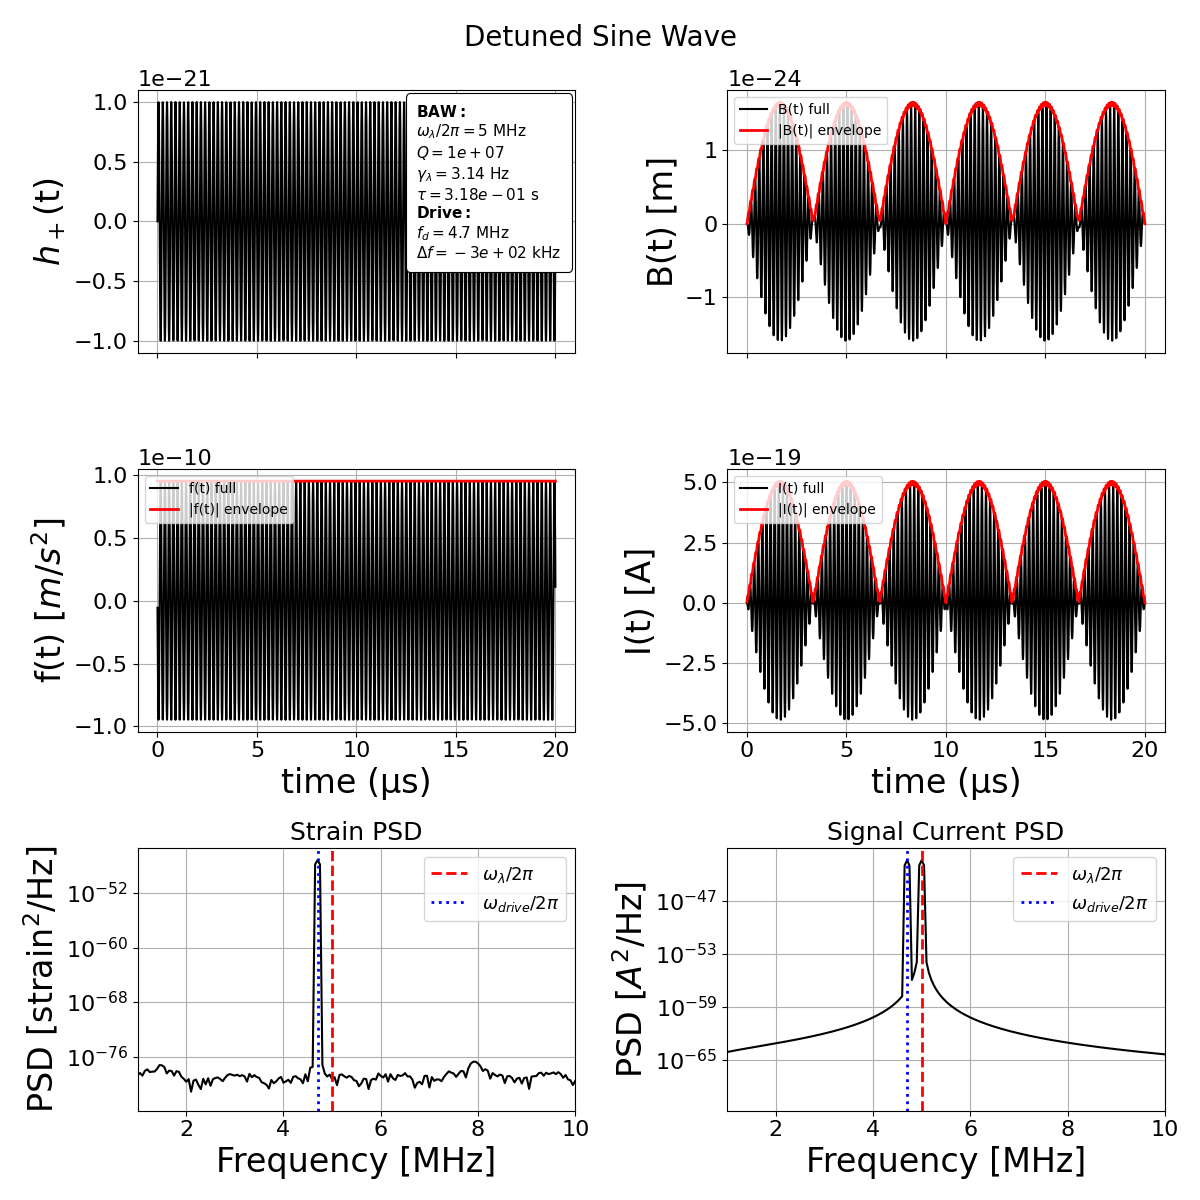 Detuned Sine Wave
1e−21
1.0
0.5
0.0
−0.5
−1.0
h₊(t)
BAW:
ω_λ/2π = 5 MHz
Q = 1e + 07
γ_λ = 3.14 Hz
τ = 3.18e − 01 s
Drive:
f_d = 4.7 MHz
Δf = −3e + 02 kHz
1e−24
1
0
−1
B(t) [m]
B(t) full
|B(t)| envelope
1e−10
1.0
0.5
0.0
−0.5
−1.0
f(t) [m/s²]
f(t) full
|f(t)| envelope
0 5 10 15 20
time (μs)
1e−19
5.0
2.5
0.0
−2.5
−5.0
I(t) [A]
I(t) full
|I(t)| envelope
0 5 10 15 20
time (μs)
Strain PSD
10⁻⁵²
10⁻⁶⁰
10⁻⁶⁸
10⁻⁷⁶
PSD [strain²/Hz]
ω_λ/2π
ω_drive/2π
2 4 6 8 10
Frequency [MHz]
Signal Current PSD
10⁻⁴⁷
10⁻⁵³
10⁻⁵⁹
10⁻⁶⁵
PSD [A²/Hz]
ω_λ/2π
ω_drive/2π
2 4 6 8 10
Frequency [MHz]